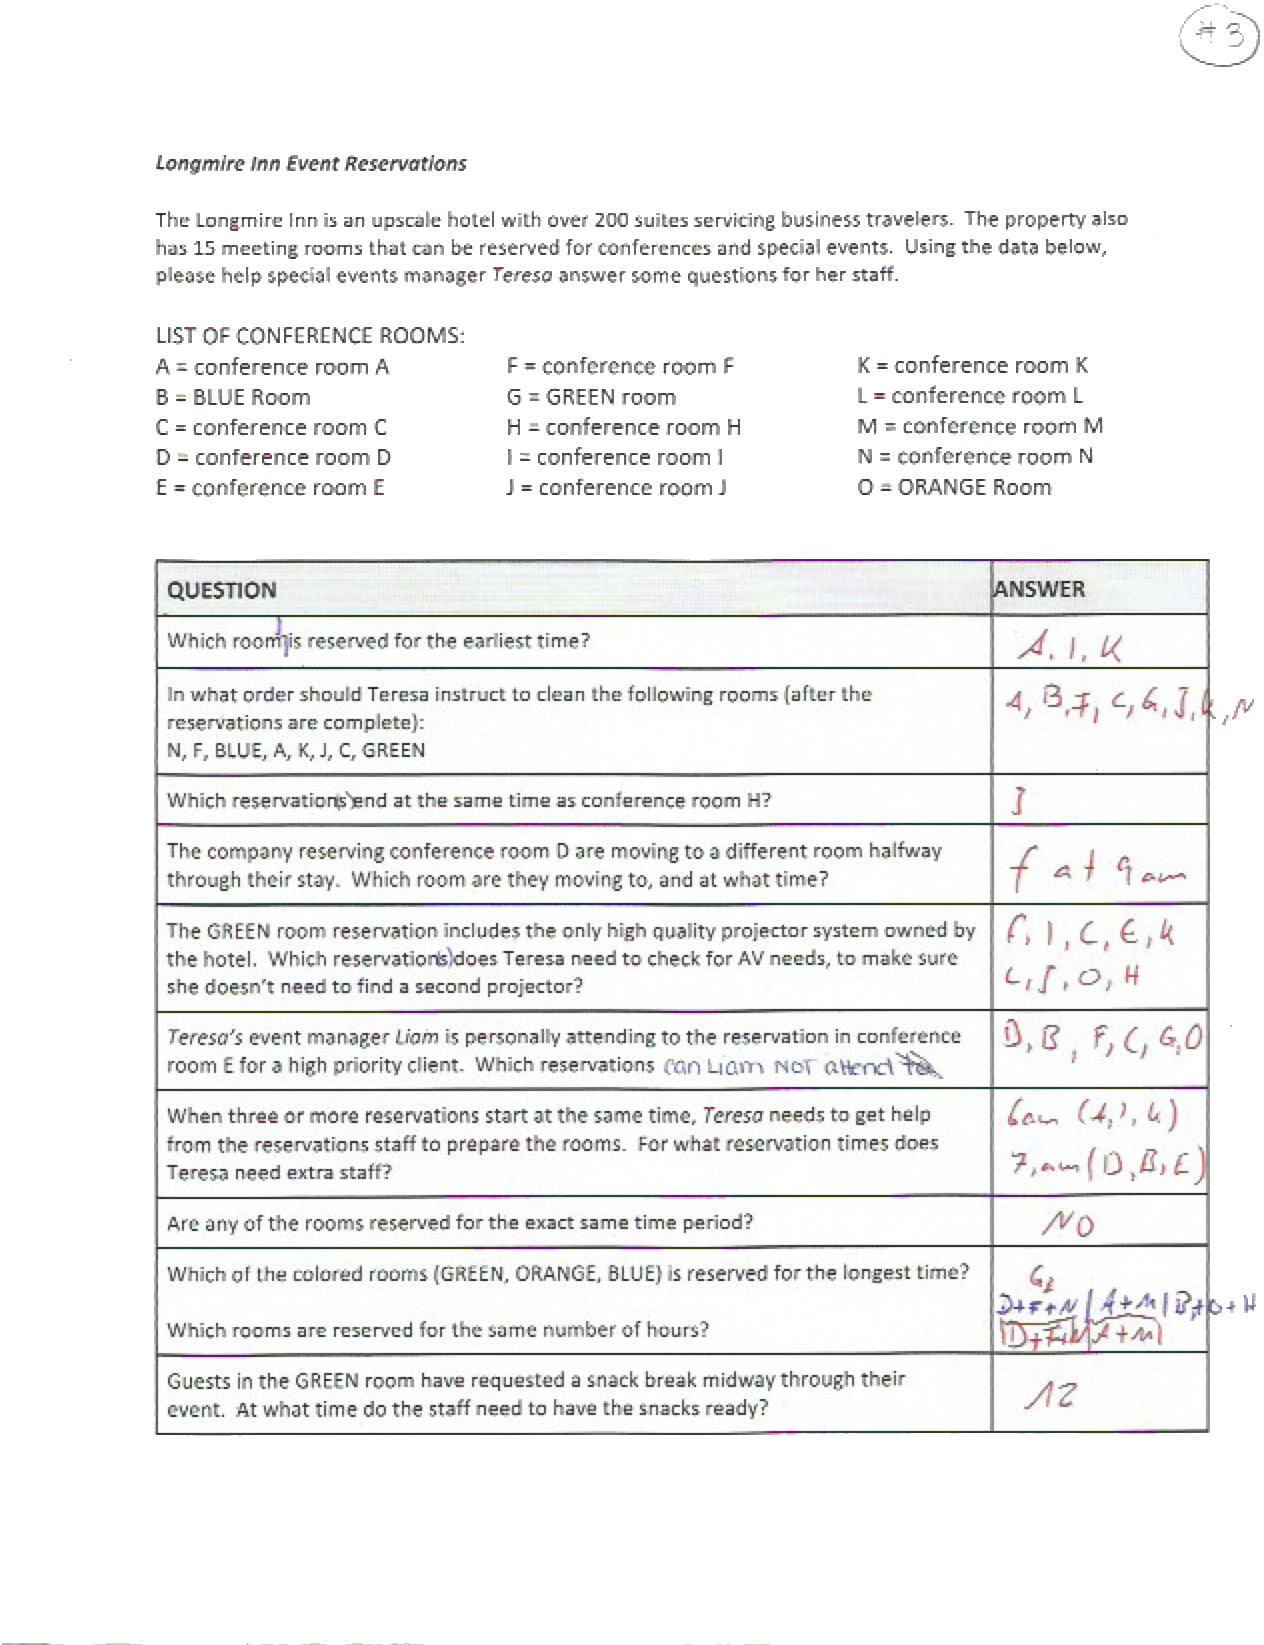 # 3
Longmire Inn Event Reservations
The Longmire Inn is an upscale hotel with over 200 suites servicing business travelers. The property also
has 15 meeting rooms that can be reserved for conferences and special events. Using the data below,
please help special events manager Teresa answer some questions for her staff.
LIST OF CONFERENCE ROOMS:
A = conference room A F = conference room F K = conference room K
B = BLUE Room G = GREEN room L = conference room L
C = conference room C H = conference room H M = conference room M
D = conference room D I = conference room I N = conference room N
E = conference room E J = conference room J O = ORANGE Room
QUESTION ANSWER
Which room is reserved for the earliest time? A, I, K
In what order should Teresa instruct to clean the following rooms (after the
reservations are complete):
N, F, BLUE, A, K, J, C, GREEN
A, B, F, C, G, J, K, N
Which reservation(s) end at the same time as conference room H? J
The company reserving conference room D are moving to a different room halfway
through their stay. Which room are they moving to, and at what time?
f at 9 am
The GREEN room reservation includes the only high quality projector system owned by
the hotel. Which reservation(s) does Teresa need to check for AV needs, to make sure
she doesn't need to find a second projector?
F, I, C, E, K
L, J, O, H
Teresa's event manager Liam is personally attending to the reservation in conference
room E for a high priority client. Which reservations can Liam NOT attend
D, B, F, C, G, O
When three or more reservations start at the same time, Teresa needs to get help
from the reservations staff to prepare the rooms. For what reservation times does
Teresa need extra staff?
6am (A, I, K)
7, am (D, B, E)
Are any of the rooms reserved for the exact same time period? NO
Which of the colored rooms (GREEN, ORANGE, BLUE) is reserved for the longest time? G
D+F+N | A+M | B+O+H
Which rooms are reserved for the same number of hours?
A+M
Guests in the GREEN room have requested a snack break midway through their
event. At what time do the staff need to have the snacks ready?
12